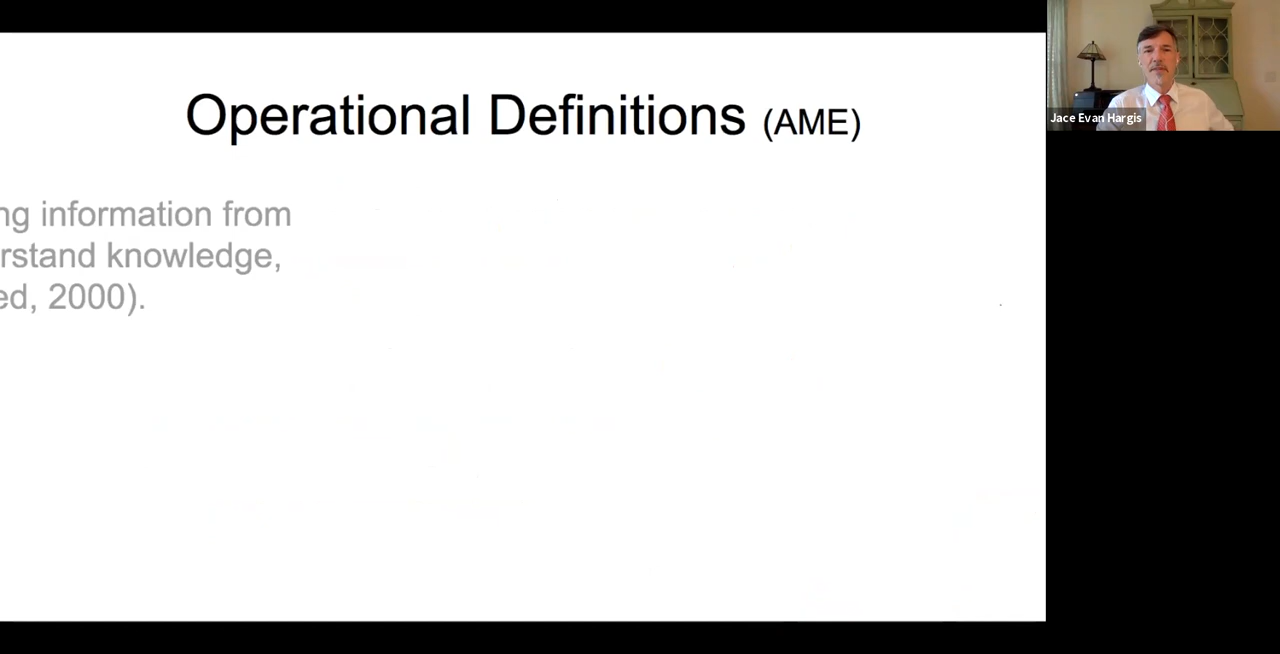 Operational Definitions (AME)
ng information from
rstand knowledge,
ed, 2000).
Jace Evan Hargis